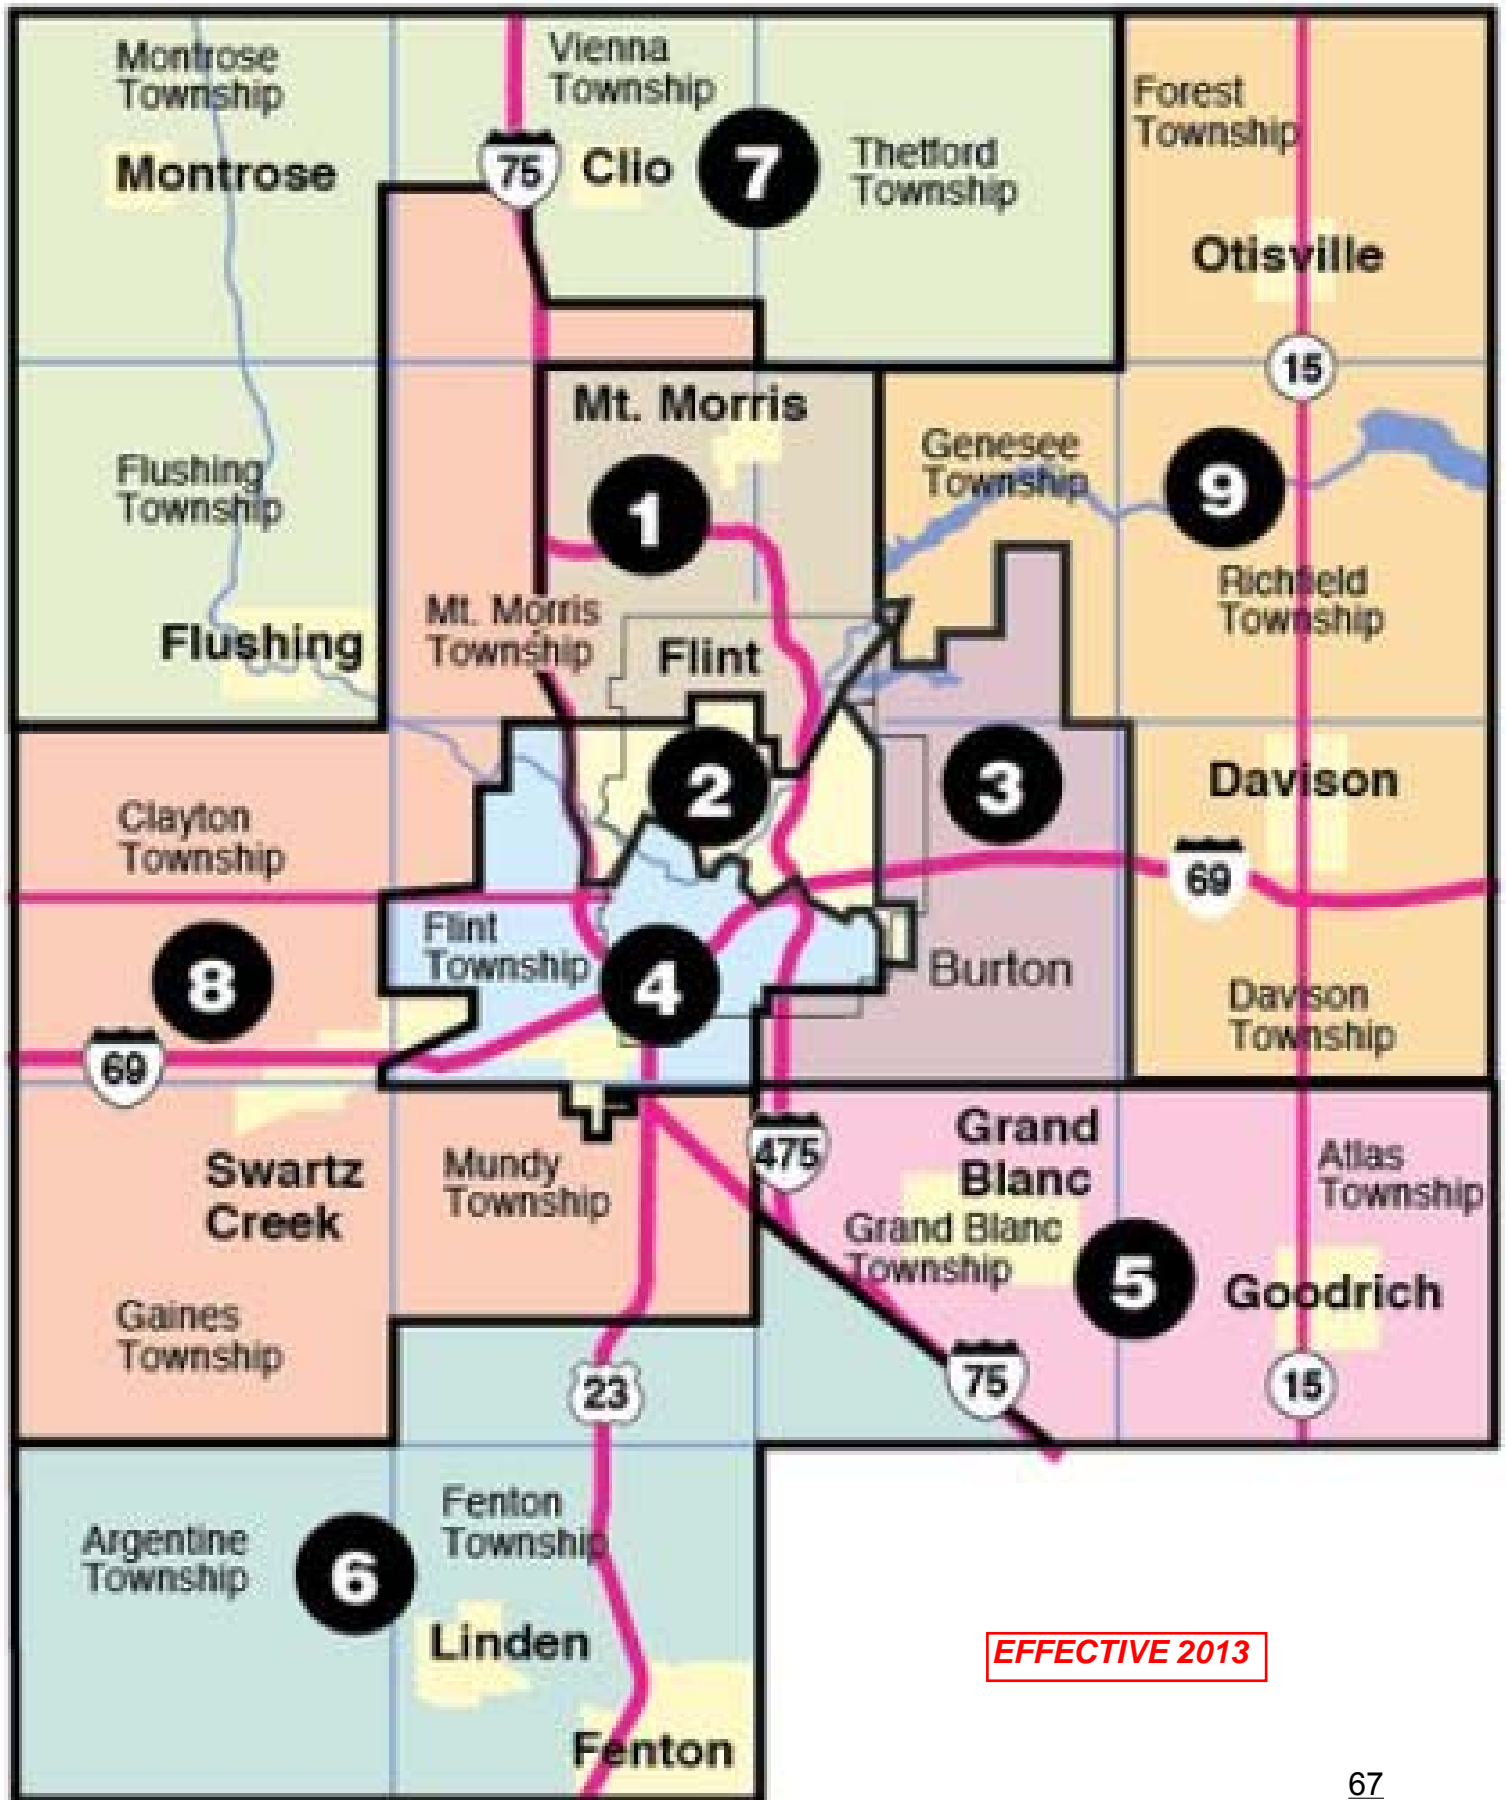 Montrose
Township
Montrose
Vienna
Township
75
Clio
7
Thetford
Township
Forest
Township
Otisville
15
Mt. Morris
Flushing
Township
1
Genesee
Township
9
Richfield
Township
Flushing
Mt. Morris
Township
Flint
2
3
Davison
Clayton
Township
69
Flint
Township
8
4
Burton
Davison
Township
69
Swartz
Creek
Mundy
Township
475
Grand
Blanc
Grand Blanc
Township
Atlas
Township
5
Goodrich
Gaines
Township
23
75
15
Argentine
Township
6
Fenton
Township
Linden
Fenton
EFFECTIVE 2013
67